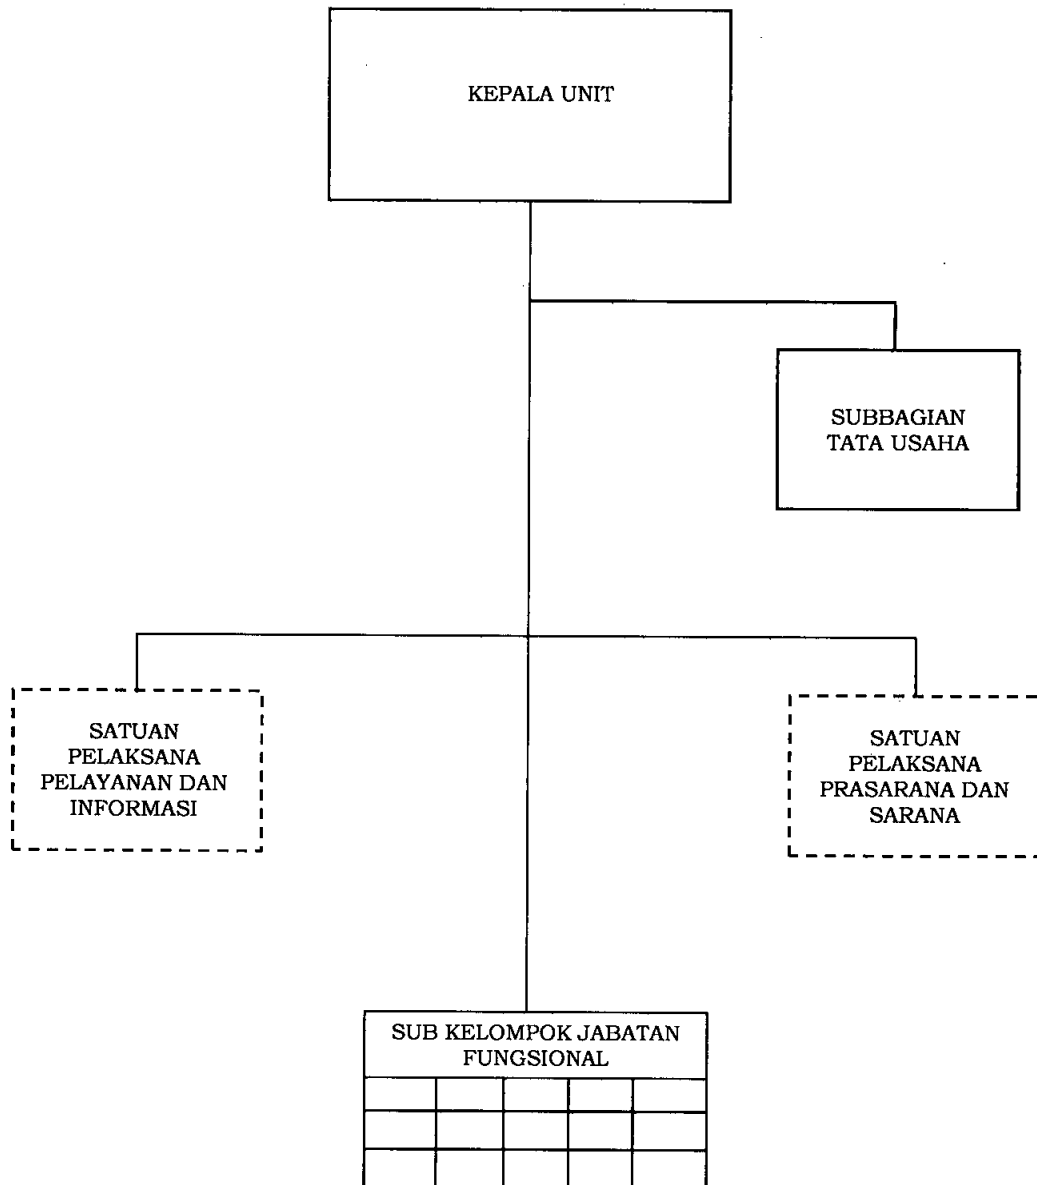 KEPALA UNIT
SUBBAGIAN
TATA USAHA
SATUAN
PELAKSANA
PELAYANAN DAN
INFORMASI
SATUAN
PELAKSANA
PRASARANA DAN
SARANA
SUB KELOMPOK JABATAN
FUNGSIONAL